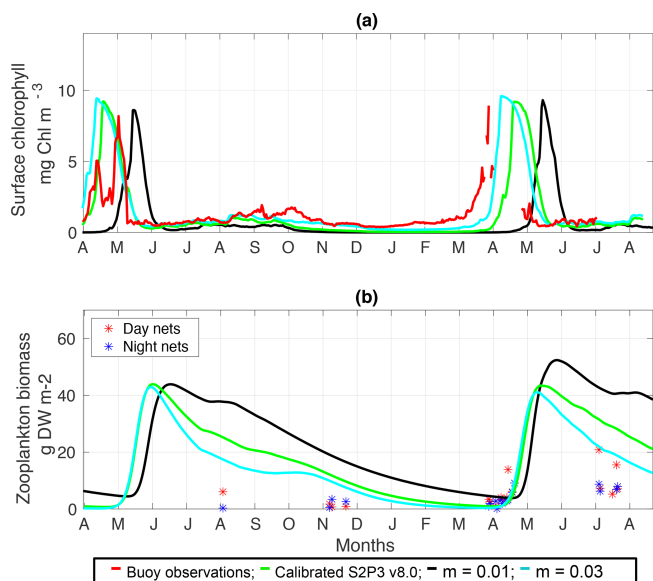 (a)
Surface chlorophyll
mg Chl m -3
10
5
0
A M J J A S O N D J F M A M J J A
(b)
Zooplankton biomass
g DW m-2
60
40
20
0
* Day nets
* Night nets
A M J J A S O N D J F M A M J J A
Months
Buoy observations; Calibrated S2P3 v8.0; m = 0.01; m = 0.03